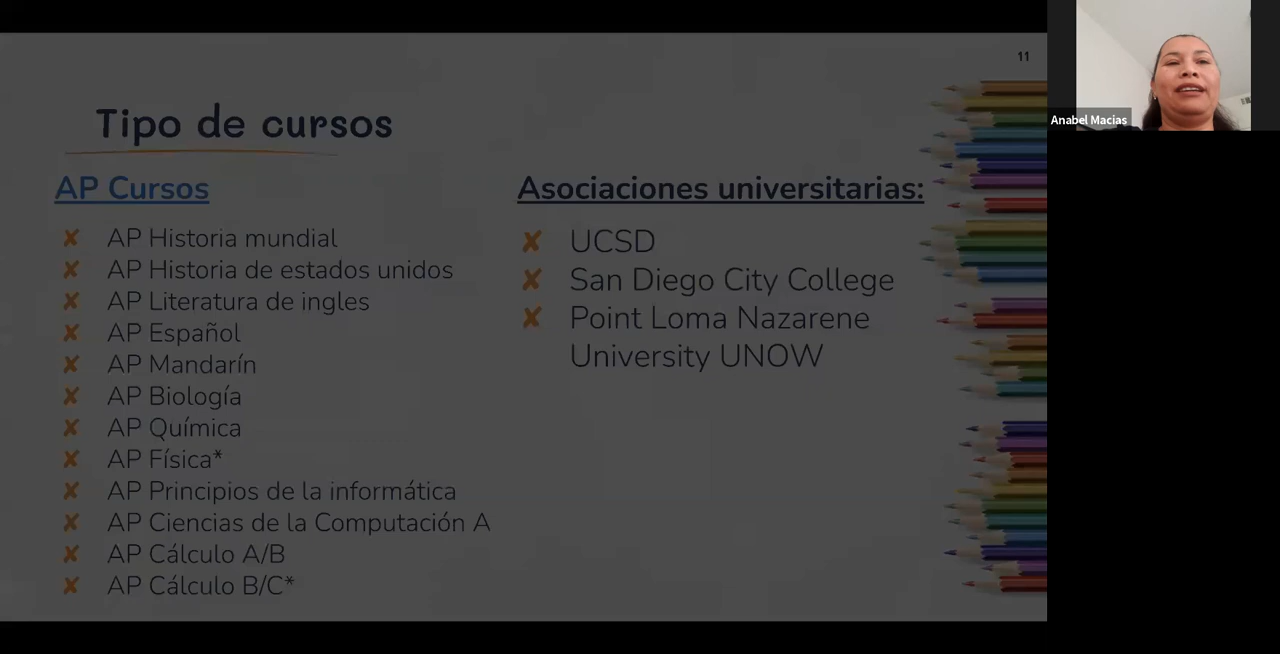 11
Tipo de cursos
AP Cursos
AP Historia mundial
AP Historia de estados unidos
AP Literatura de ingles
AP Español
AP Mandarín
AP Biología
AP Química
AP Física*
AP Principios de la informática
AP Ciencias de la Computación A
AP Cálculo A/B
AP Cálculo B/C*
Asociaciones universitarias:
UCSD
San Diego City College
Point Loma Nazarene
University UNOW
Anabel Macias